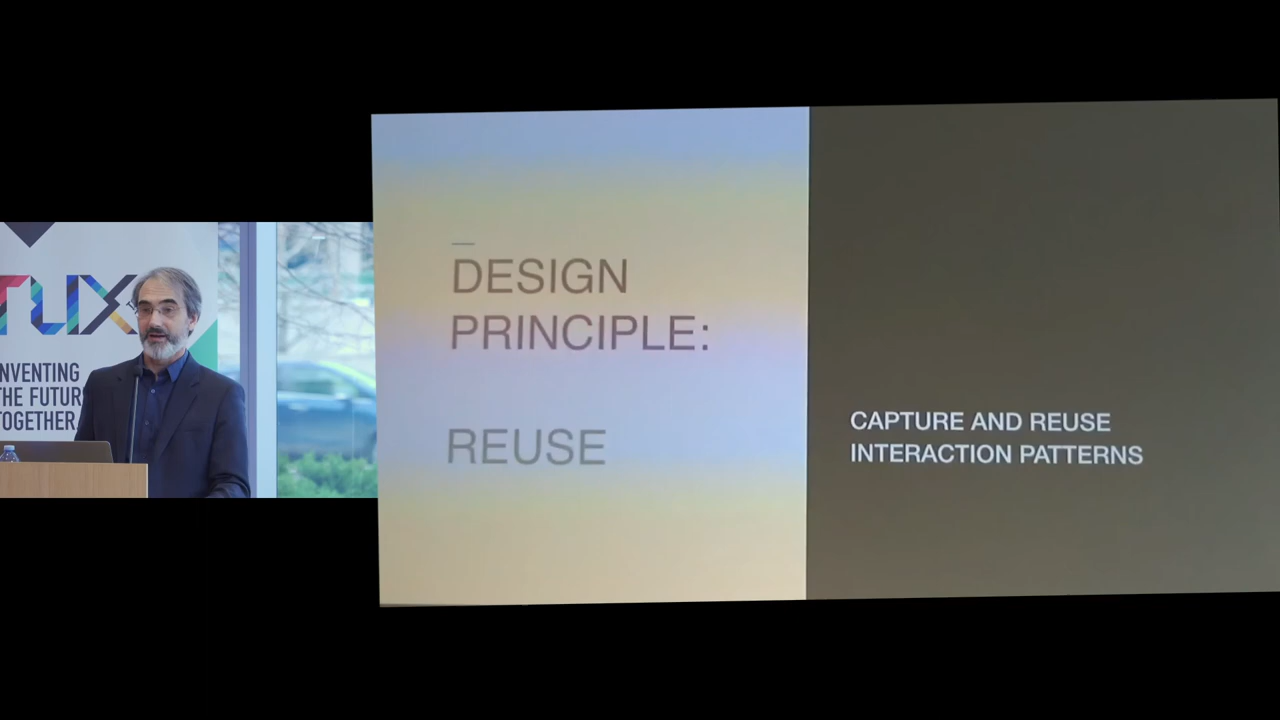 TUX
NVENTING
THE FUTUR
TOGETHER.
DESIGN
PRINCIPLE:
REUSE
CAPTURE AND REUSE
INTERACTION PATTERNS